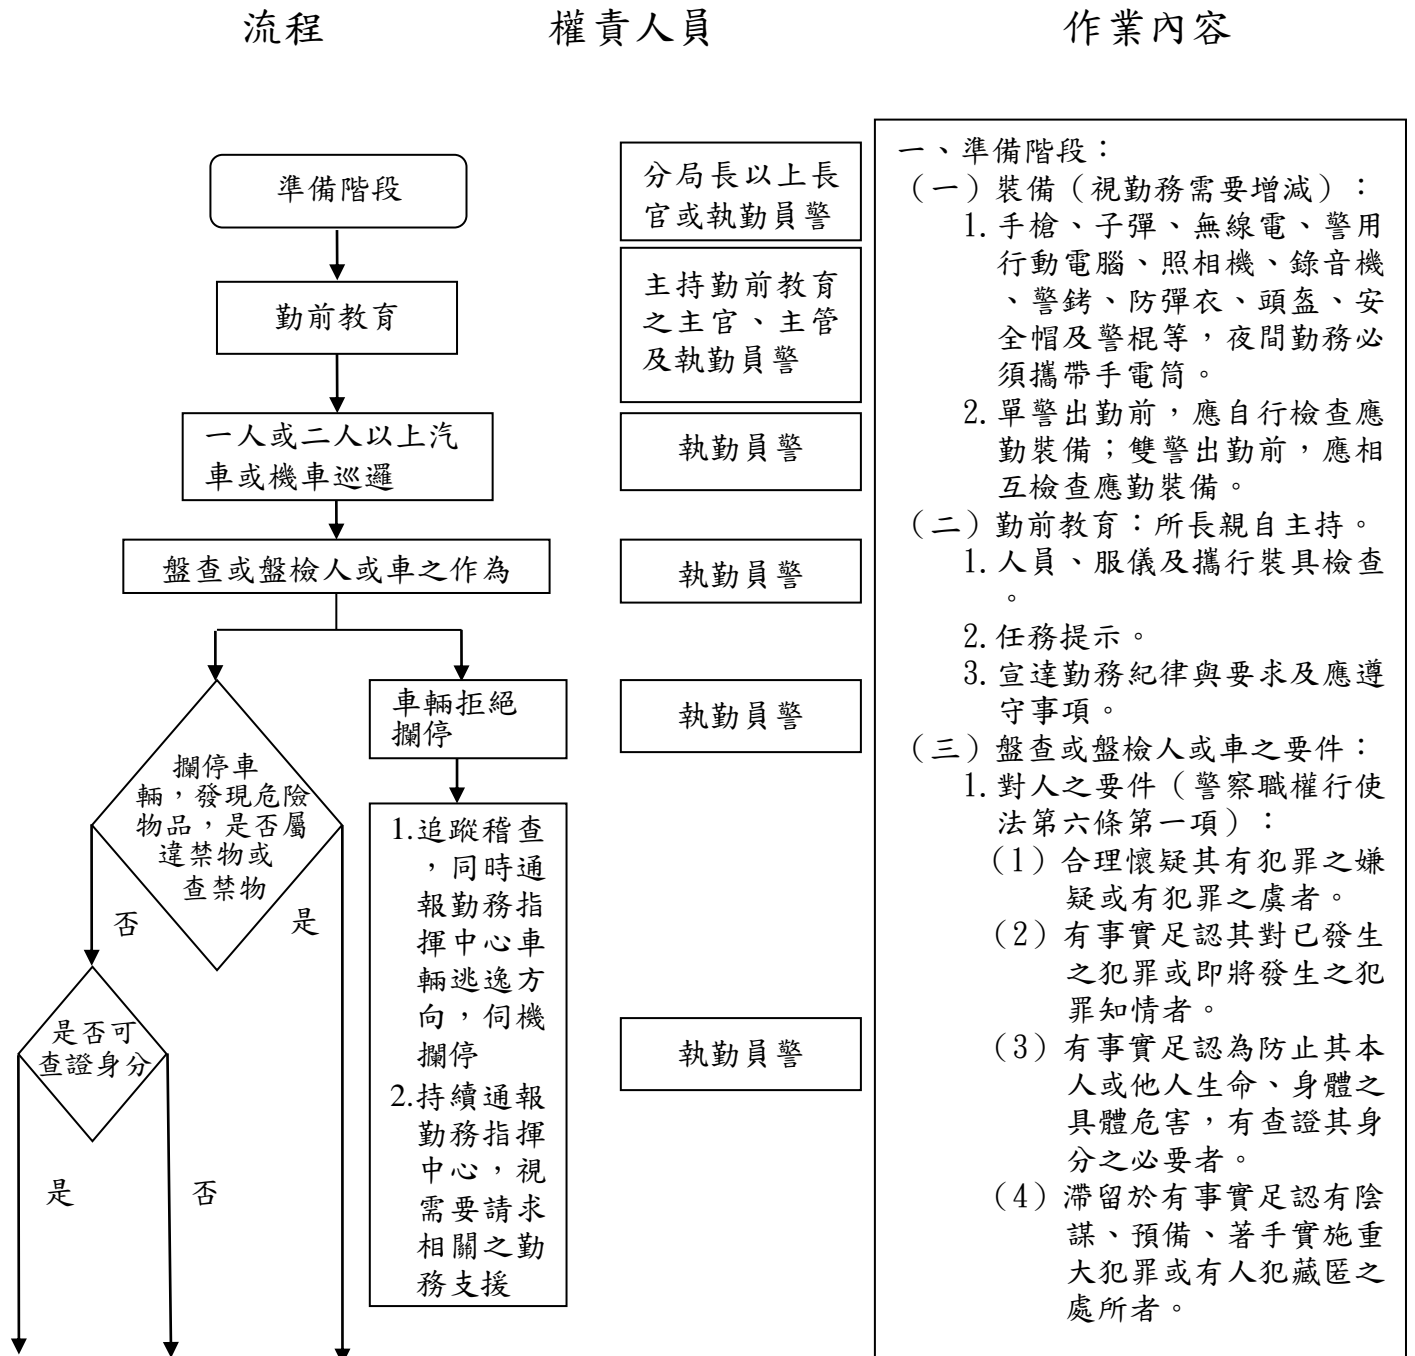 流程 權責人員 作業內容
準備階段
勤前教育
一人或二人以上汽
車或機車巡邏
盤查或盤檢人或車之作為
攔停車
輛，發現危險
物品，是否屬
違禁物或
查禁物
否
是
是否可
查證身分
是
否
車輛拒絕
攔停
1.追蹤稽查
，同時通
報勤務指
揮中心車
輛逃逸方
向，伺機
攔停
2.持續通報
勤務指揮
中心，視
需要請求
相關之勤
務支援
分局長以上長
官或執勤員警
主持勤前教育
之主官、主管
及執勤員警
執勤員警
執勤員警
執勤員警
執勤員警
一、準備階段：
（一）裝備（視勤務需要增減）：
1.手槍、子彈、無線電、警用
行動電腦、照相機、錄音機
、警銬、防彈衣、頭盔、安
全帽及警棍等，夜間勤務必
須攜帶手電筒。
2.單警出勤前，應自行檢查應
勤裝備；雙警出勤前，應相
互檢查應勤裝備。
（二）勤前教育：所長親自主持。
1.人員、服儀及攜行裝具檢查
。
2.任務提示。
3.宣達勤務紀律與要求及應遵
守事項。
（三）盤查或盤檢人或車之要件：
1.對人之要件（警察職權行使
法第六條第一項）：
（1）合理懷疑其有犯罪之嫌
疑或有犯罪之虞者。
（2）有事實足認其對已發生
之犯罪或即將發生之犯
罪知情者。
（3）有事實足認為防止其本
人或他人生命、身體之
具體危害，有查證其身
分之必要者。
（4）滯留於有事實足認有陰
謀、預備、著手實施重
大犯罪或有人犯藏匿之
處所者。